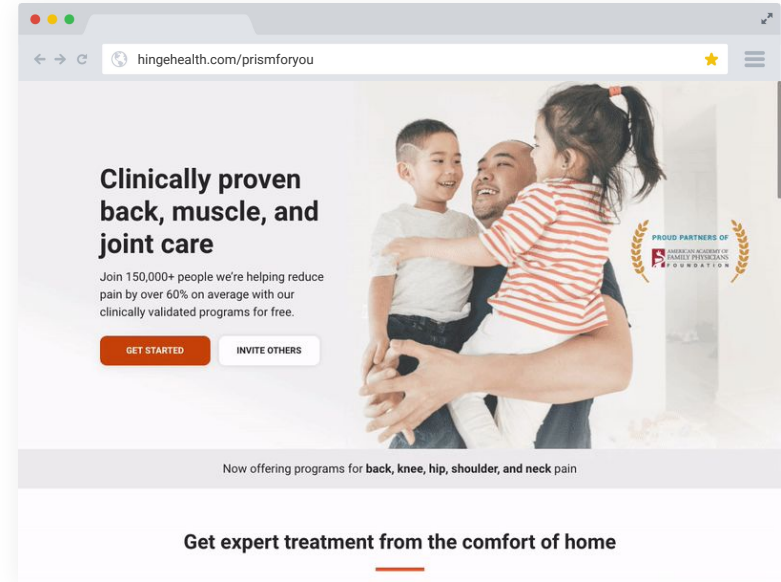 hingehealth.com/prismforyou
Clinically proven
back, muscle, and
joint care
Join 150,000+ people we're helping reduce
pain by over 60% on average with our
clinically validated programs for free.
GET STARTED
INVITE OTHERS
PROUD PARTNERS OF
AMERICAN ACADEMY OF
FAMILY PHYSICIANS
FOUNDATION
Now offering programs for back, knee, hip, shoulder, and neck pain
Get expert treatment from the comfort of home